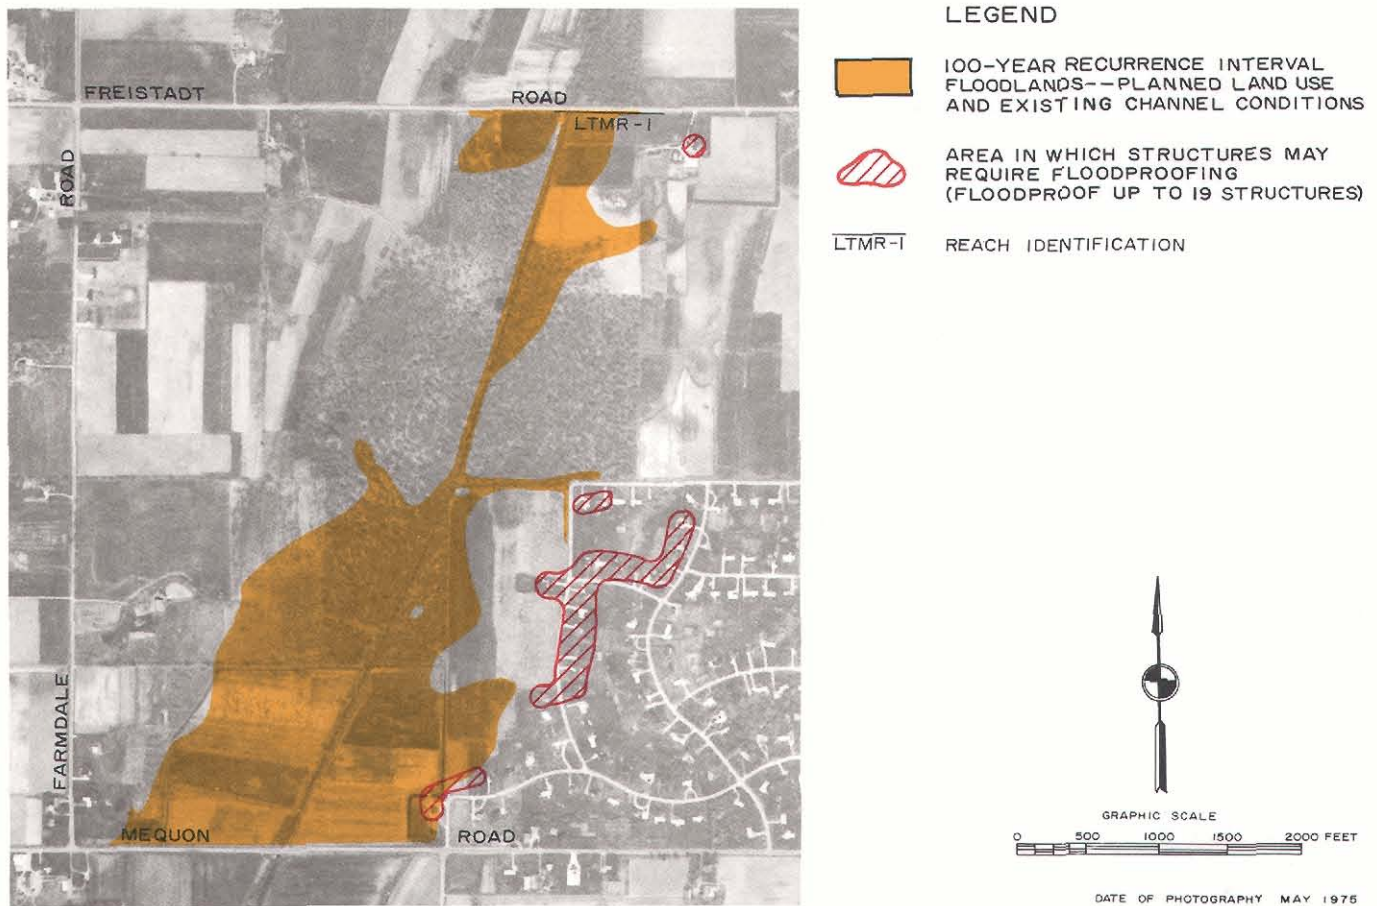 FREISTADT ROAD
LTMR-1
ROAD
FARMDALE
MEQUON ROAD
LEGEND
100-YEAR RECURRENCE INTERVAL
FLOODLANDS--PLANNED LAND USE
AND EXISTING CHANNEL CONDITIONS
AREA IN WHICH STRUCTURES MAY
REQUIRE FLOODPROOFING
(FLOODPROOF UP TO 19 STRUCTURES)
LTMR-1 REACH IDENTIFICATION
GRAPHIC SCALE
0 500 1000 1500 2000 FEET
DATE OF PHOTOGRAPHY MAY 1975